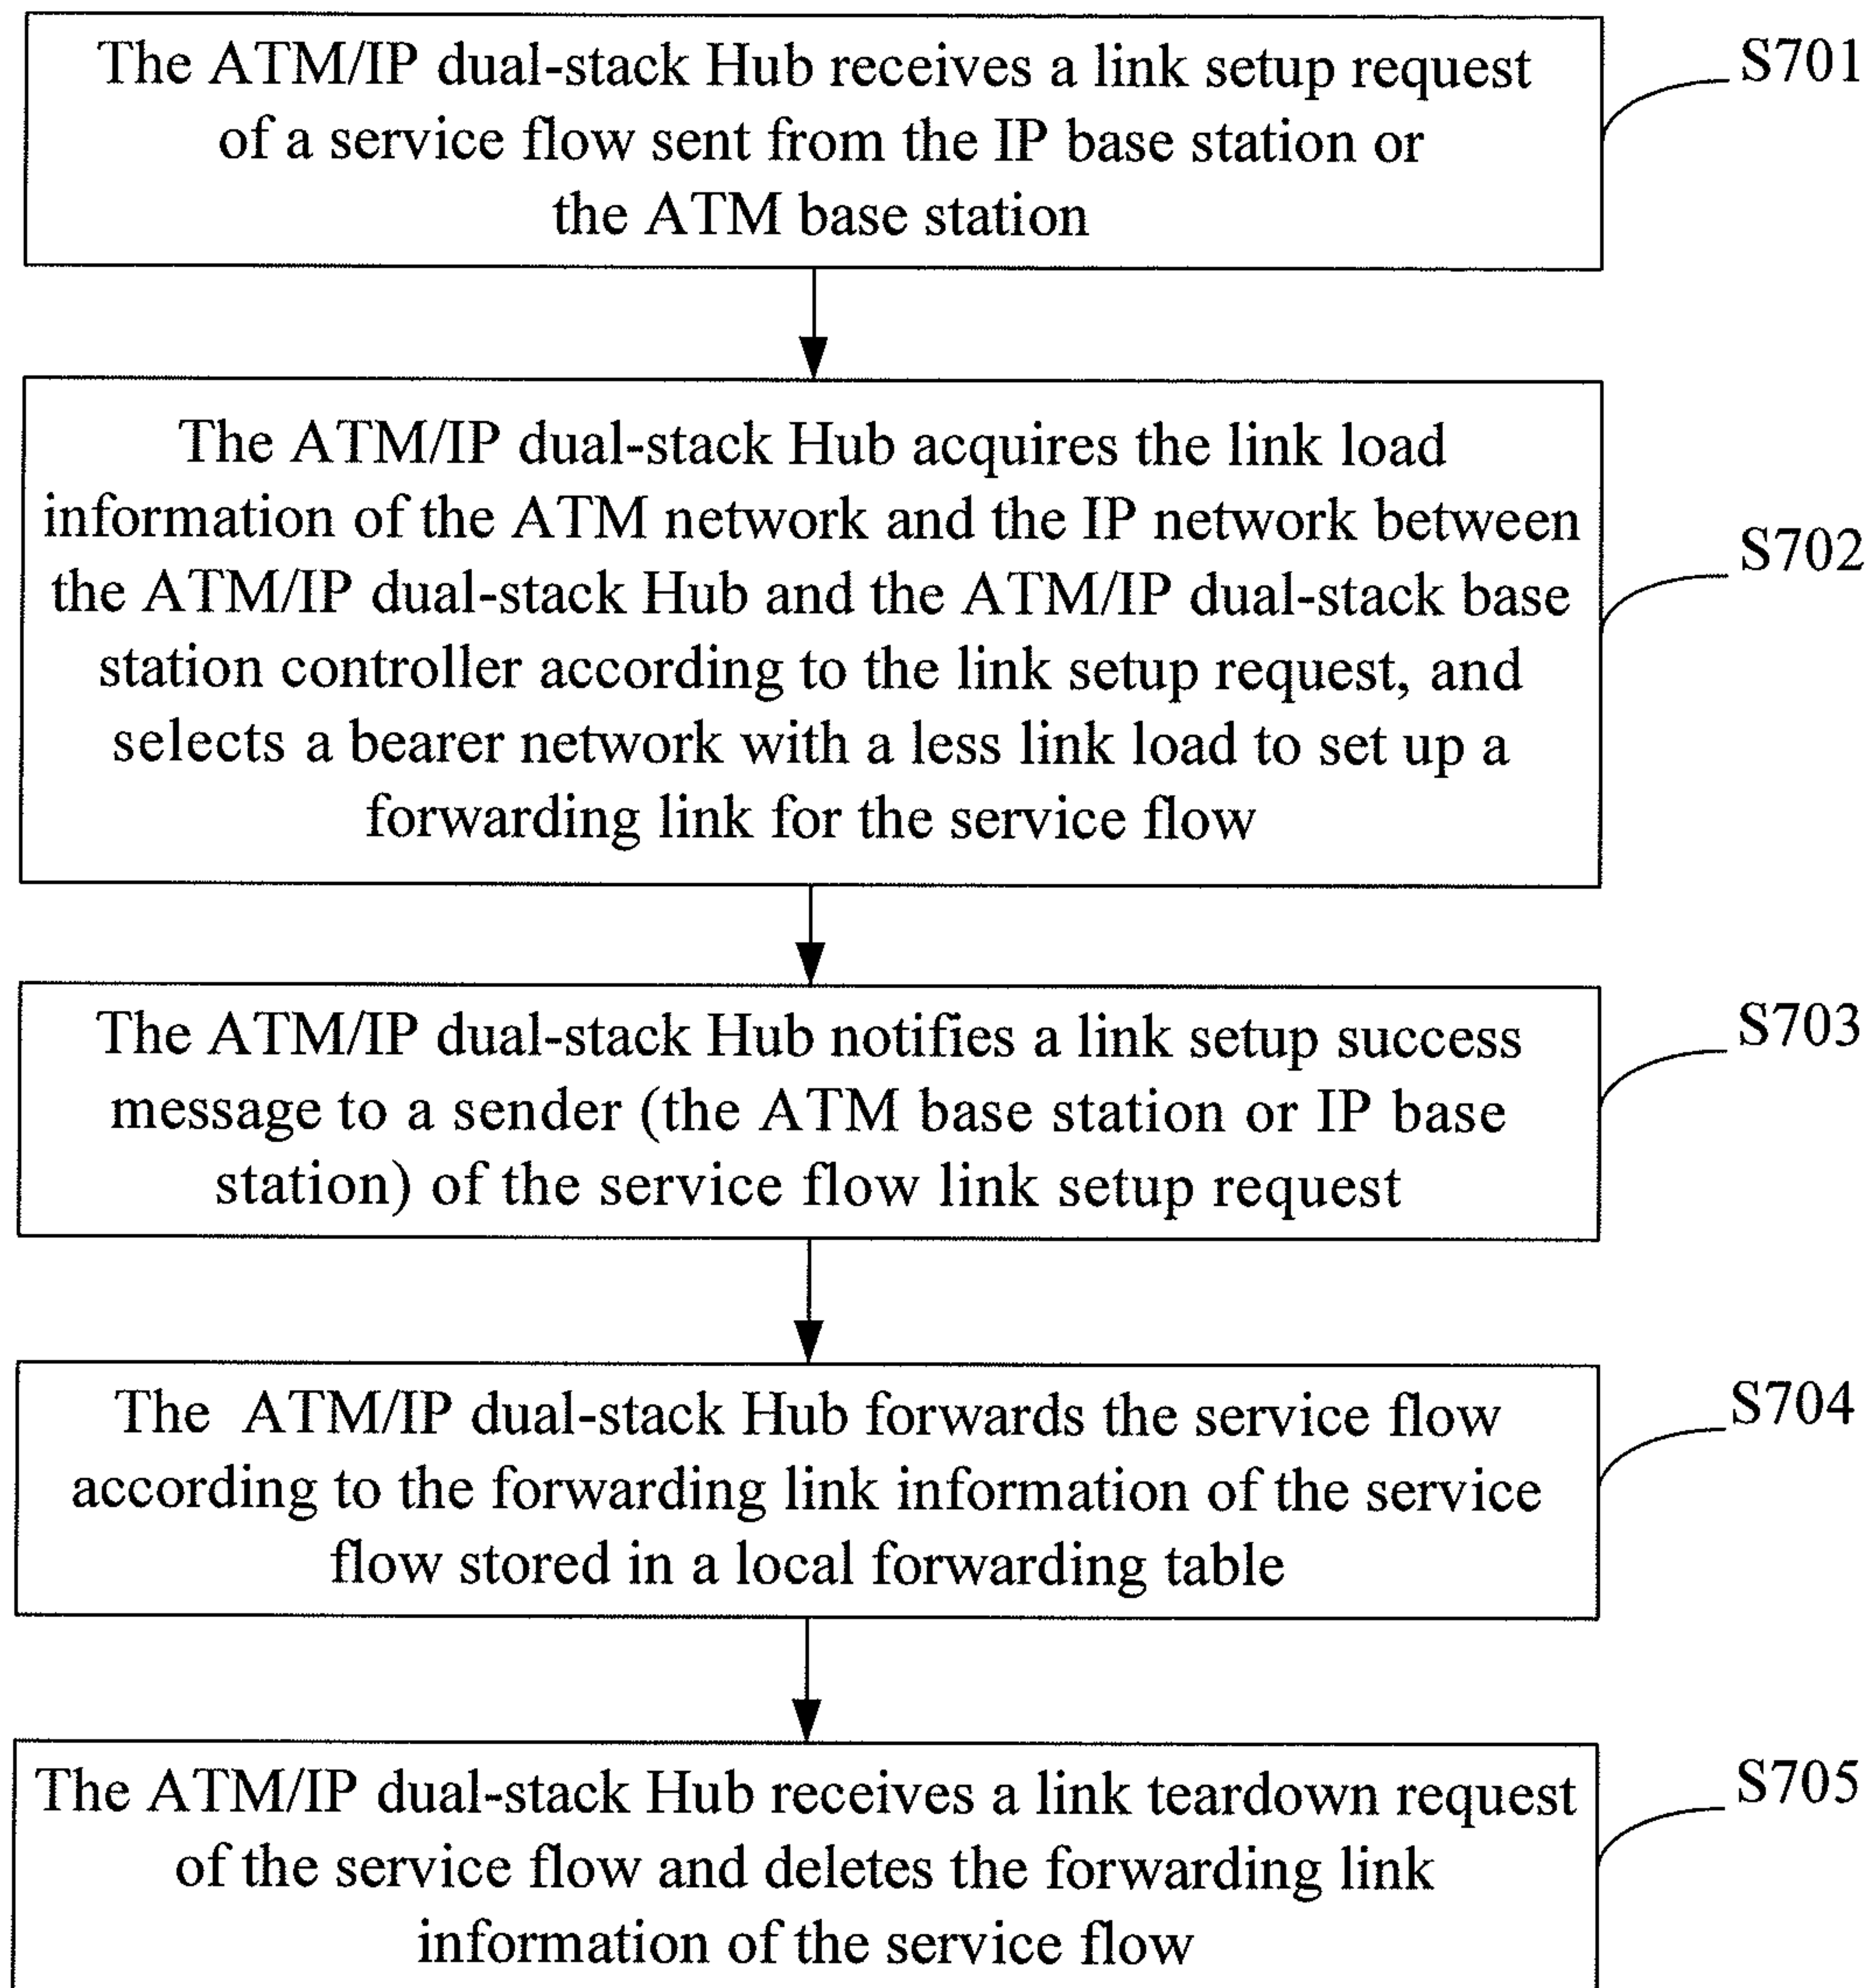 The ATM/IP dual-stack Hub receives a link setup request
of a service flow sent from the IP base station or
the ATM base station
S701
The ATM/IP dual-stack Hub acquires the link load
information of the ATM network and the IP network between
the ATM/IP dual-stack Hub and the ATM/IP dual-stack base
station controller according to the link setup request, and
selects a bearer network with a less link load to set up a
forwarding link for the service flow
S702
The ATM/IP dual-stack Hub notifies a link setup success
message to a sender (the ATM base station or IP base
station) of the service flow link setup request
S703
The ATM/IP dual-stack Hub forwards the service flow
according to the forwarding link information of the service
flow stored in a local forwarding table
S704
The ATM/IP dual-stack Hub receives a link teardown request
of the service flow and deletes the forwarding link
information of the service flow
S705